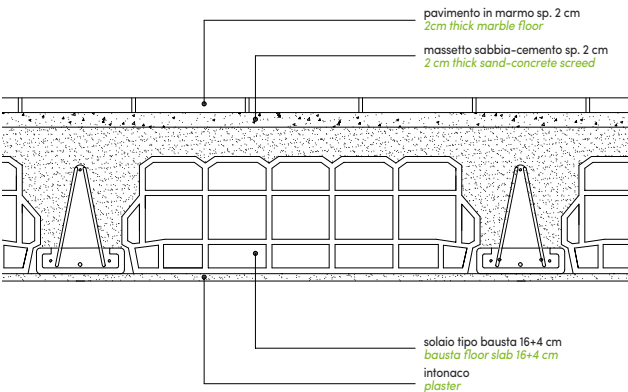 pavimento in marmo sp. 2 cm
2cm thick marble floor
massetto sabbia-cemento sp. 2 cm
2 cm thick sand-concrete screed
solaio tipo bausta 16+4 cm
bausta floor slab 16+4 cm
intonaco
plaster